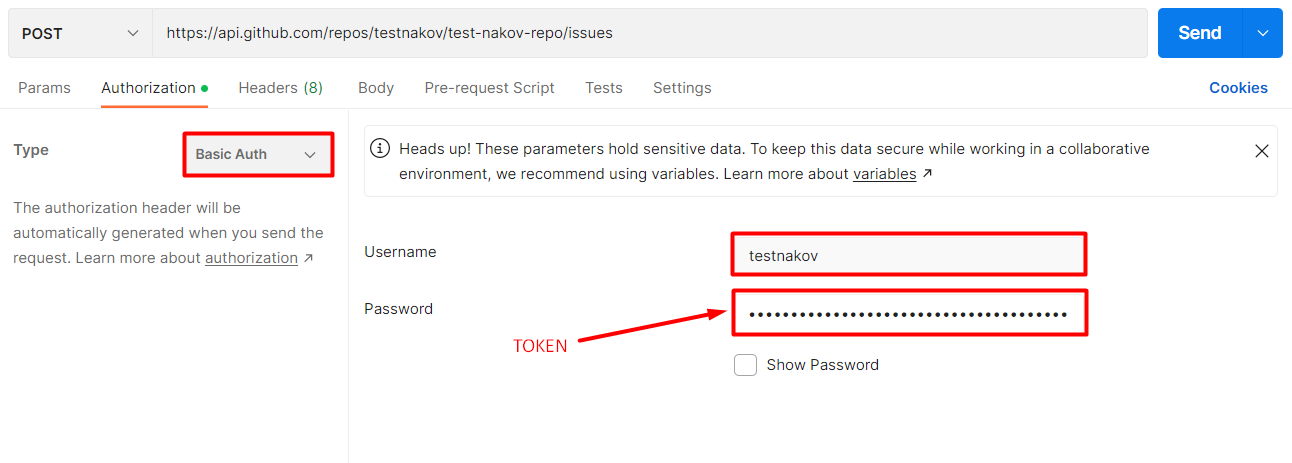 POST https://api.github.com/repos/testnakov/test-nakov-repo/issues Send
Params Authorization Headers (8) Body Pre-request Script Tests Settings Cookies
Type Basic Auth
The authorization header will be
automatically generated when you send the
request. Learn more about authorization ↗
Heads up! These parameters hold sensitive data. To keep this data secure while working in a collaborative
environment, we recommend using variables. Learn more about variables ↗
Username testnakov
Password ••••••••••••••••••••••••••••••••••••••
TOKEN
Show Password